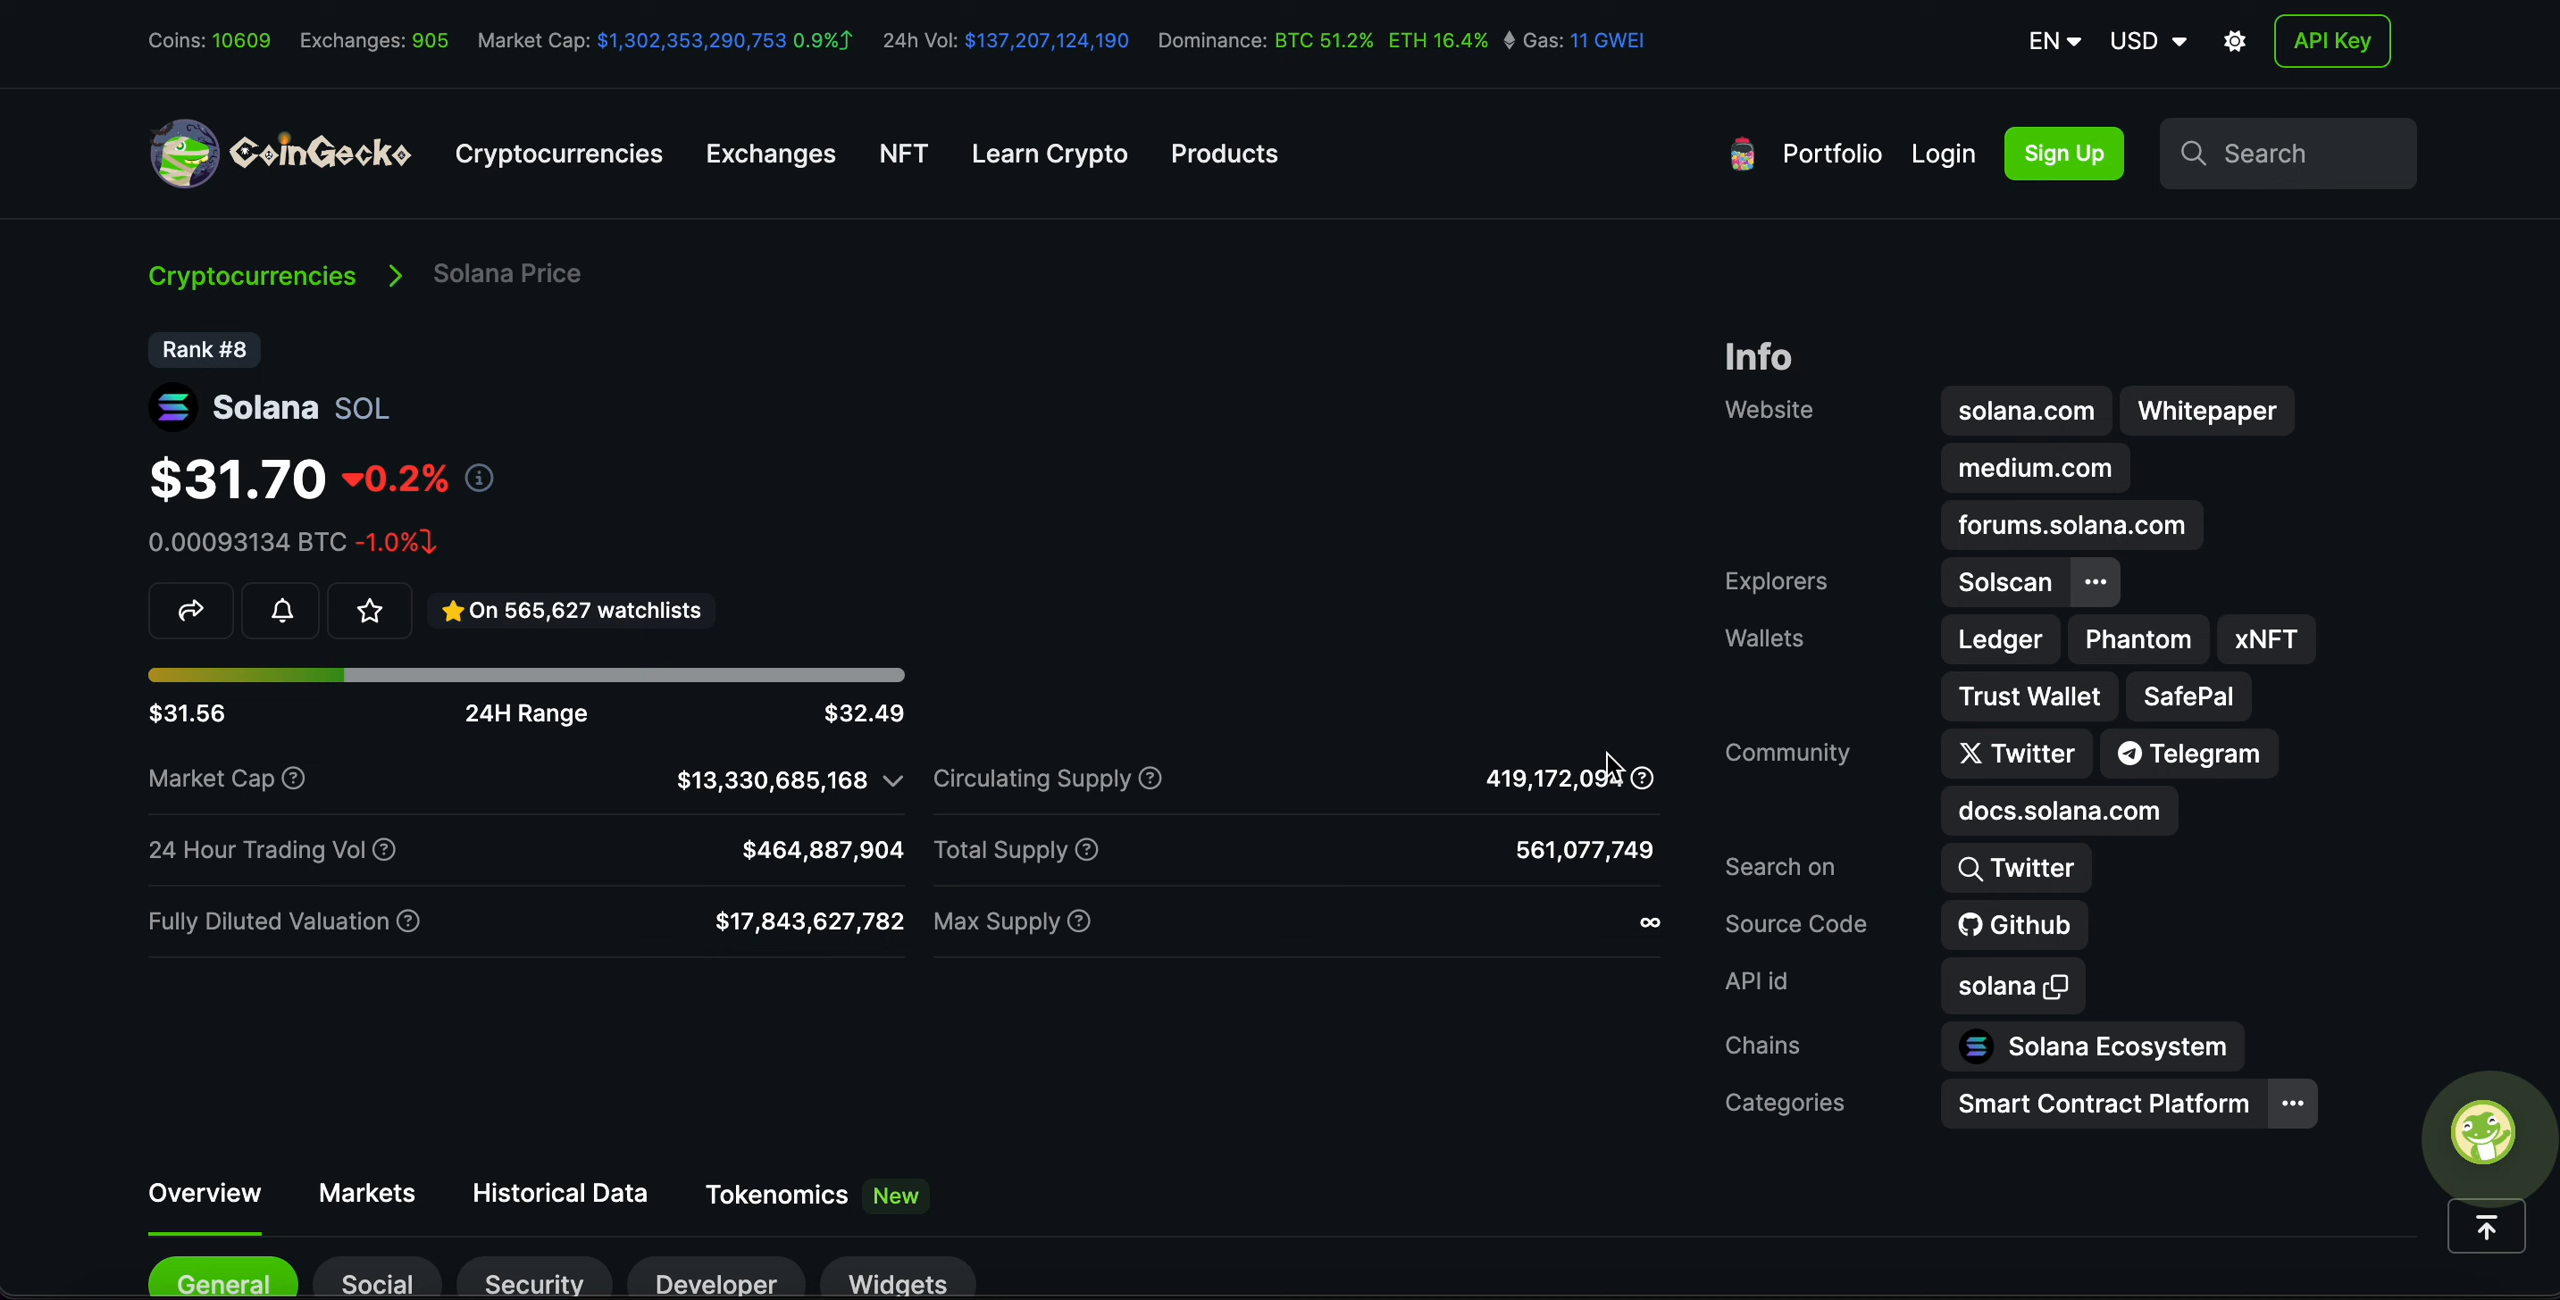 Coins: 10609 Exchanges: 905 Market Cap: $1,302,353,290,753 0.9% 24h Vol: $137,207,124,190 Dominance: BTC 51.2% ETH 16.4% Gas: 11 GWEI EN USD API Key
CoinGecko Cryptocurrencies Exchanges NFT Learn Crypto Products Portfolio Login Sign Up Search
Cryptocurrencies > Solana Price
Rank #8
Solana SOL
$31.70 0.2%
0.00093134 BTC -1.0%
On 565,627 watchlists
$31.56 24H Range $32.49
Market Cap $13,330,685,168
24 Hour Trading Vol $464,887,904
Fully Diluted Valuation $17,843,627,782
Circulating Supply 419,172,094
Total Supply 561,077,749
Max Supply ∞
Info
Website solana.com Whitepaper
medium.com
forums.solana.com
Explorers Solscan ...
Wallets Ledger Phantom xNFT
Trust Wallet SafePal
Community Twitter Telegram
docs.solana.com
Search on Twitter
Source Code Github
API id solana
Chains Solana Ecosystem
Categories Smart Contract Platform ...
Overview Markets Historical Data Tokenomics New
General Social Security Developer Widgets